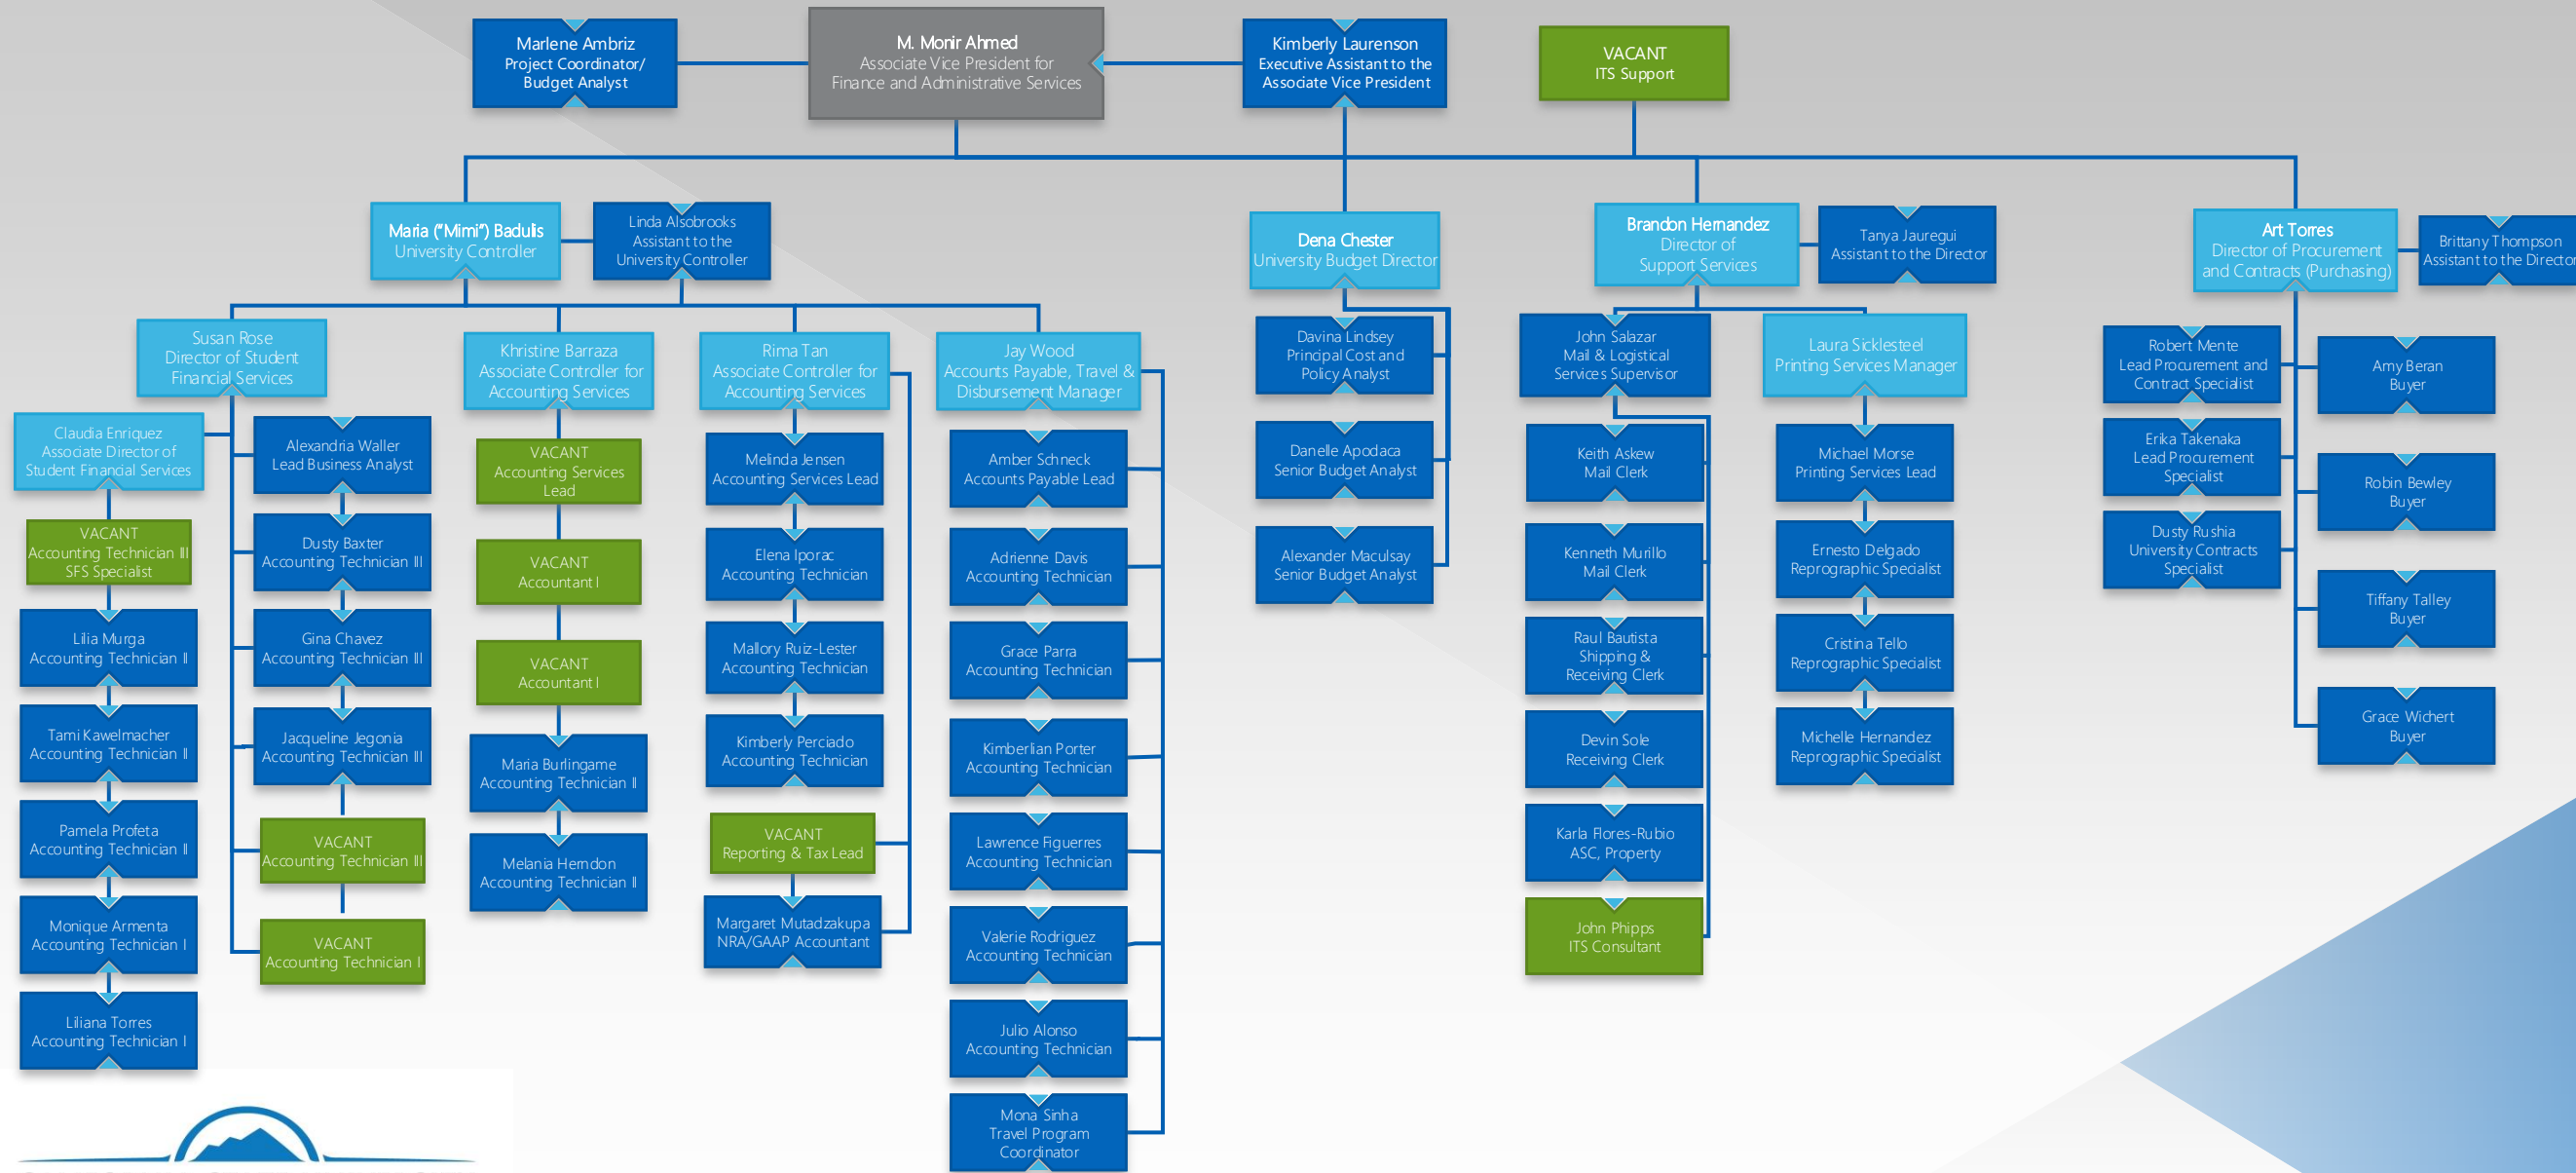 Marlene Ambriz
Project Coordinator/
Budget Analyst
M. Monir Ahmed
Associate Vice President for
Finance and Administrative Services
Kimberly Laurenson
Executive Assistant to the
Associate Vice President
VACANT
ITS Support
Maria ("Mimi") Badulis
University Controller
Linda Alsobrooks
Assistant to the
University Controller
Dena Chester
University Budget Director
Brandon Hernandez
Director of
Support Services
Tanya Jauregui
Assistant to the Director
Art Torres
Director of Procurement
and Contracts (Purchasing)
Brittany Thompson
Assistant to the Director
Susan Rose
Director of Student
Financial Services
Claudia Enriquez
Associate Director of
Student Financial Services
VACANT
Accounting Technician III
SFS Specialist
Lilia Murga
Accounting Technician II
Tami Kawelmacher
Accounting Technician II
Pamela Profeta
Accounting Technician II
Monique Armenta
Accounting Technician I
Liliana Torres
Accounting Technician I
Alexandria Waller
Lead Business Analyst
Dusty Baxter
Accounting Technician III
Gina Chavez
Accounting Technician III
Jacqueline Jegonia
Accounting Technician III
VACANT
Accounting Technician III
VACANT
Accounting Technician I
Khristine Barraza
Associate Controller for
Accounting Services
VACANT
Accounting Services
Lead
VACANT
Accountant I
VACANT
Accountant I
Maria Burlingame
Accounting Technician II
Melania Herndon
Accounting Technician II
Rima Tan
Associate Controller for
Accounting Services
Melinda Jensen
Accounting Services Lead
Elena Iporac
Accounting Technician
Mallory Ruiz-Lester
Accounting Technician
Kimberly Perciado
Accounting Technician
VACANT
Reporting & Tax Lead
Margaret Mutadzakupa
NRA/GAAP Accountant
Jay Wood
Accounts Payable, Travel &
Disbursement Manager
Amber Schneck
Accounts Payable Lead
Adrienne Davis
Accounting Technician
Grace Parra
Accounting Technician
Kimberlian Porter
Accounting Technician
Lawrence Figuerres
Accounting Technician
Valerie Rodriguez
Accounting Technician
Julio Alonso
Accounting Technician
Mona Sinha
Travel Program
Coordinator
Davina Lindsey
Principal Cost and
Policy Analyst
Danelle Apodaca
Senior Budget Analyst
Alexander Maculsay
Senior Budget Analyst
John Salazar
Mail & Logistical
Services Supervisor
Keith Askew
Mail Clerk
Kenneth Murillo
Mail Clerk
Raul Bautista
Shipping &
Receiving Clerk
Devin Sole
Receiving Clerk
Karla Flores-Rubio
ASC, Property
John Phipps
ITS Consultant
Laura Sicklesteel
Printing Services Manager
Michael Morse
Printing Services Lead
Ernesto Delgado
Reprographic Specialist
Cristina Tello
Reprographic Specialist
Michelle Hernandez
Reprographic Specialist
Robert Mente
Lead Procurement and
Contract Specialist
Erika Takenaka
Lead Procurement
Specialist
Dusty Rushia
University Contracts
Specialist
Amy Beran
Buyer
Robin Bewley
Buyer
Tiffany Talley
Buyer
Grace Wichert
Buyer